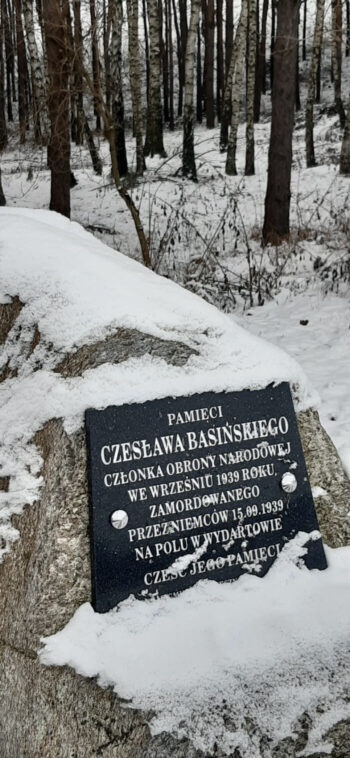 PAMIĘCI
CZESŁAWA BASIŃSKIEGO
CZŁONKA OBRONY NARODOWEJ
WE WRZEŚNIU 1939 ROKU,
ZAMORDOWANEGO
PRZEZ NIEMCÓW 15.09.1939
NA POLU W WYDARTOWIE
CZEŚĆ JEGO PAMIĘCI